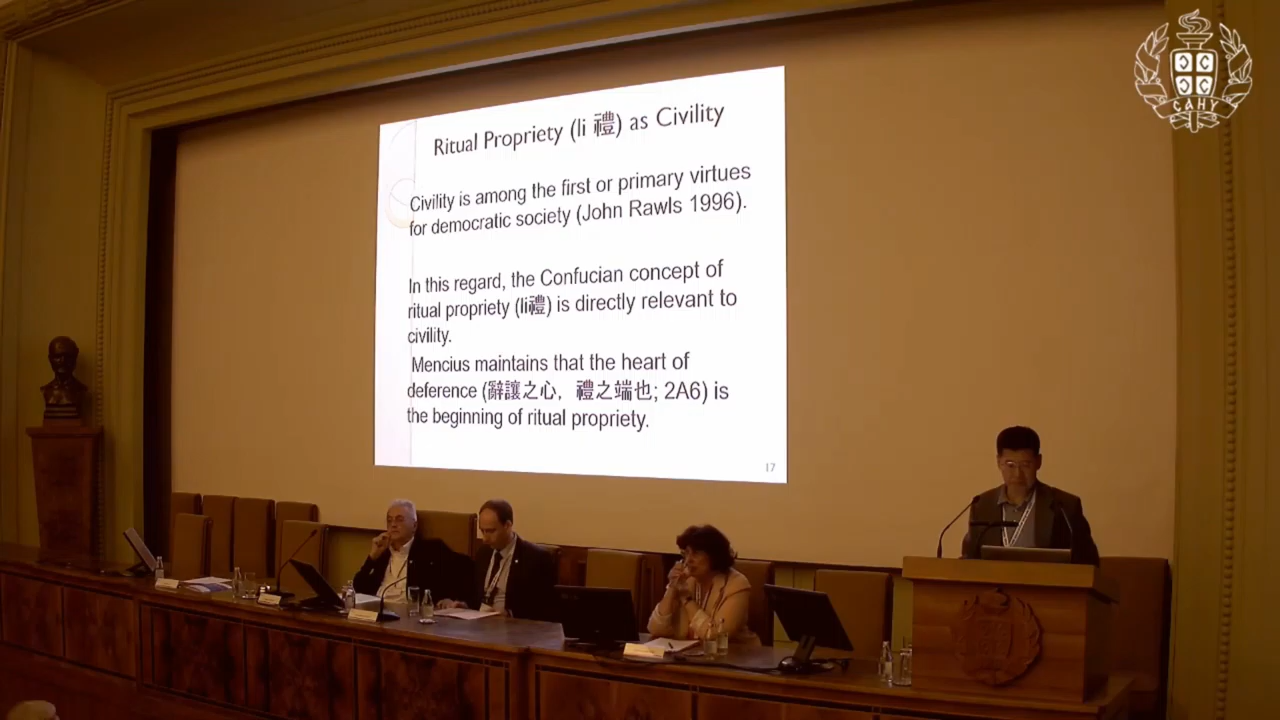 Ritual Propriety (li 禮) as Civility
Civility is among the first or primary virtues
for democratic society (John Rawls 1996).
In this regard, the Confucian concept of
ritual propriety (li禮) is directly relevant to
civility.
Mencius maintains that the heart of
deference (辭讓之心, 禮之端也; 2A6) is
the beginning of ritual propriety.
17
САНУ